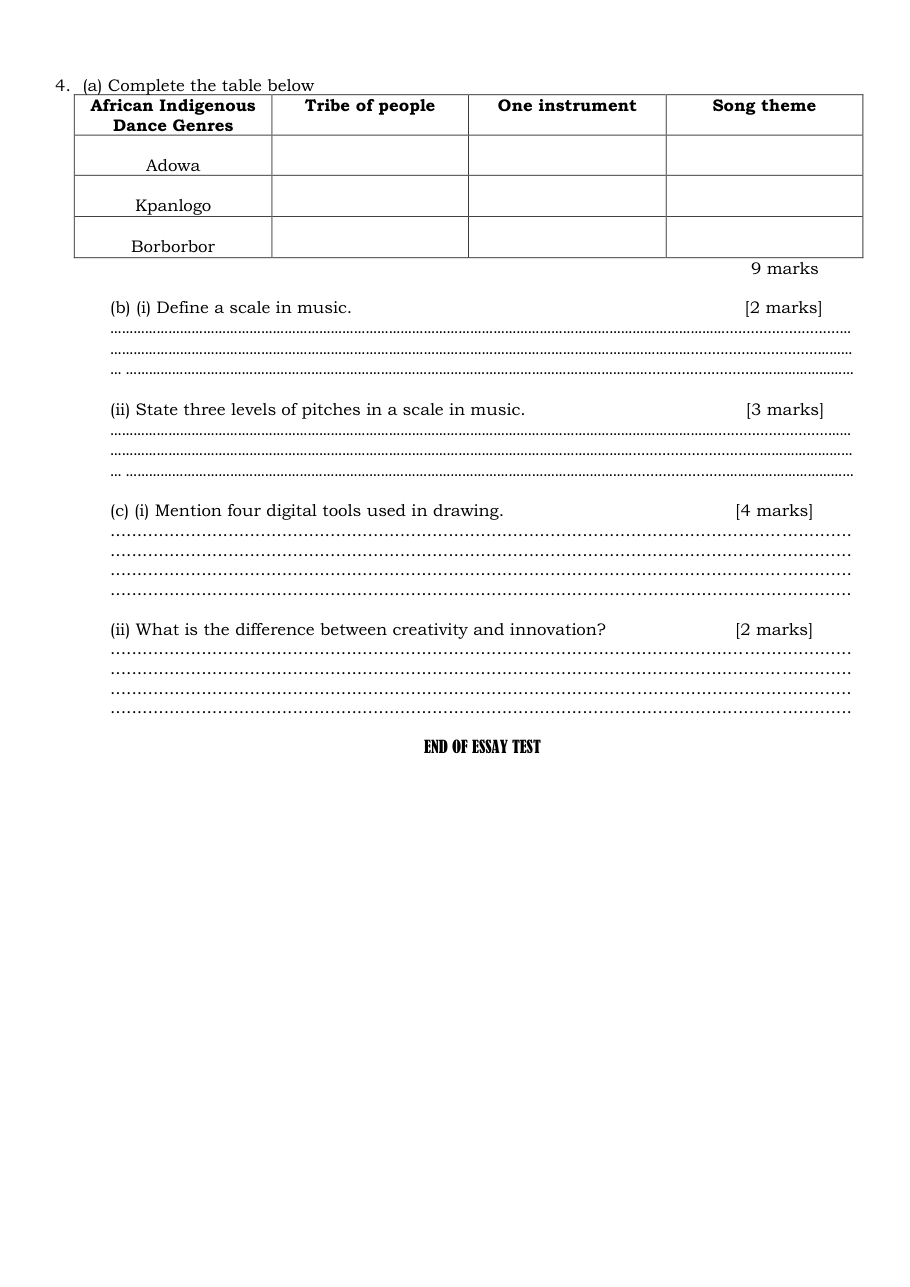 4. (a) Complete the table below
African Indigenous Dance Genres Tribe of people One instrument Song theme
Adowa
Kpanlogo
Borborbor
9 marks
(b) (i) Define a scale in music. [2 marks]
(ii) State three levels of pitches in a scale in music. [3 marks]
(c) (i) Mention four digital tools used in drawing. [4 marks]
(ii) What is the difference between creativity and innovation? [2 marks]
END OF ESSAY TEST